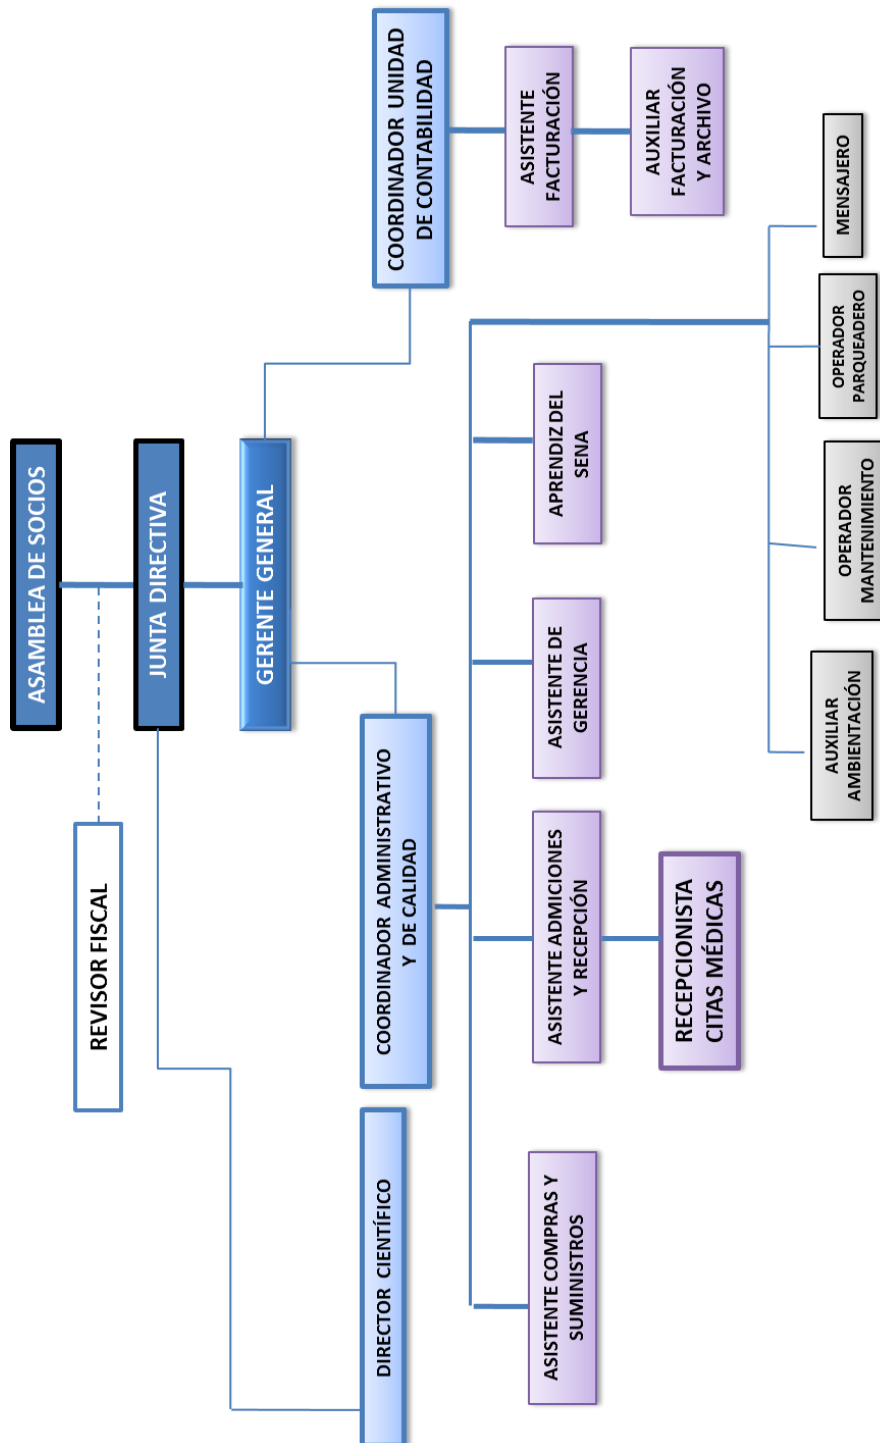 ASAMBLEA DE SOCIOS
REVISOR FISCAL
JUNTA DIRECTIVA
GERENTE GENERAL
DIRECTOR CIENTÍFICO
COORDINADOR ADMINISTRATIVO
Y DE CALIDAD
COORDINADOR UNIDAD
DE CONTABILIDAD
ASISTENTE COMPRAS Y
SUMINISTROS
ASISTENTE ADMICIONES
Y RECEPCIÓN
ASISTENTE DE
GERENCIA
APRENDIZ DEL
SENA
ASISTENTE
FACTURACIÓN
RECEPCIONISTA
CITAS MÉDICAS
AUXILIAR
FACTURACIÓN
Y ARCHIVO
AUXILIAR
AMBIENTACIÓN
OPERADOR
MANTENIMIENTO
OPERADOR
PARQUEADERO
MENSAJERO